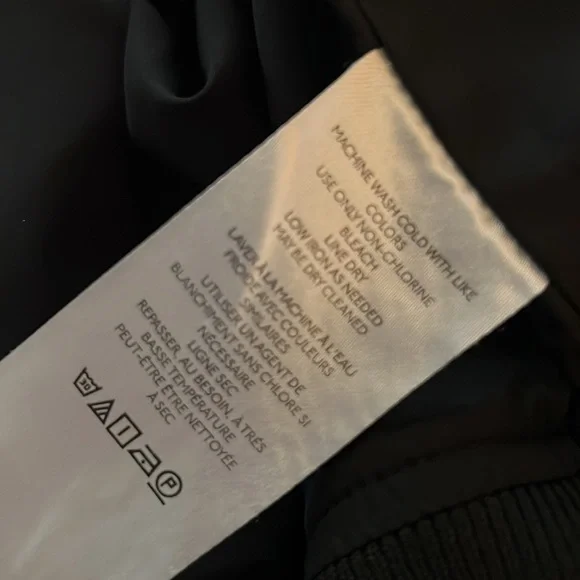 MACHINE WASH COLD WITH LIKE
COLORS
USE ONLY NON-CHLORINE
BLEACH
LINE DRY
LOW IRON AS NEEDED
MAY BE DRY CLEANED
LAVER À LA MACHINE À L'EAU
FROIDE AVEC COULEURS
SIMILAIRES
UTILISER UN AGENT DE
BLANCHIMENT SANS CHLORE SI
NÉCESSAIRE
LIGNE SEC
REPASSER, AU BESOIN, À TRÈS
BASSE TEMPÉRATURE
PEUT-ÊTRE ÊTRE NETTOYÉE
À SEC
30 P